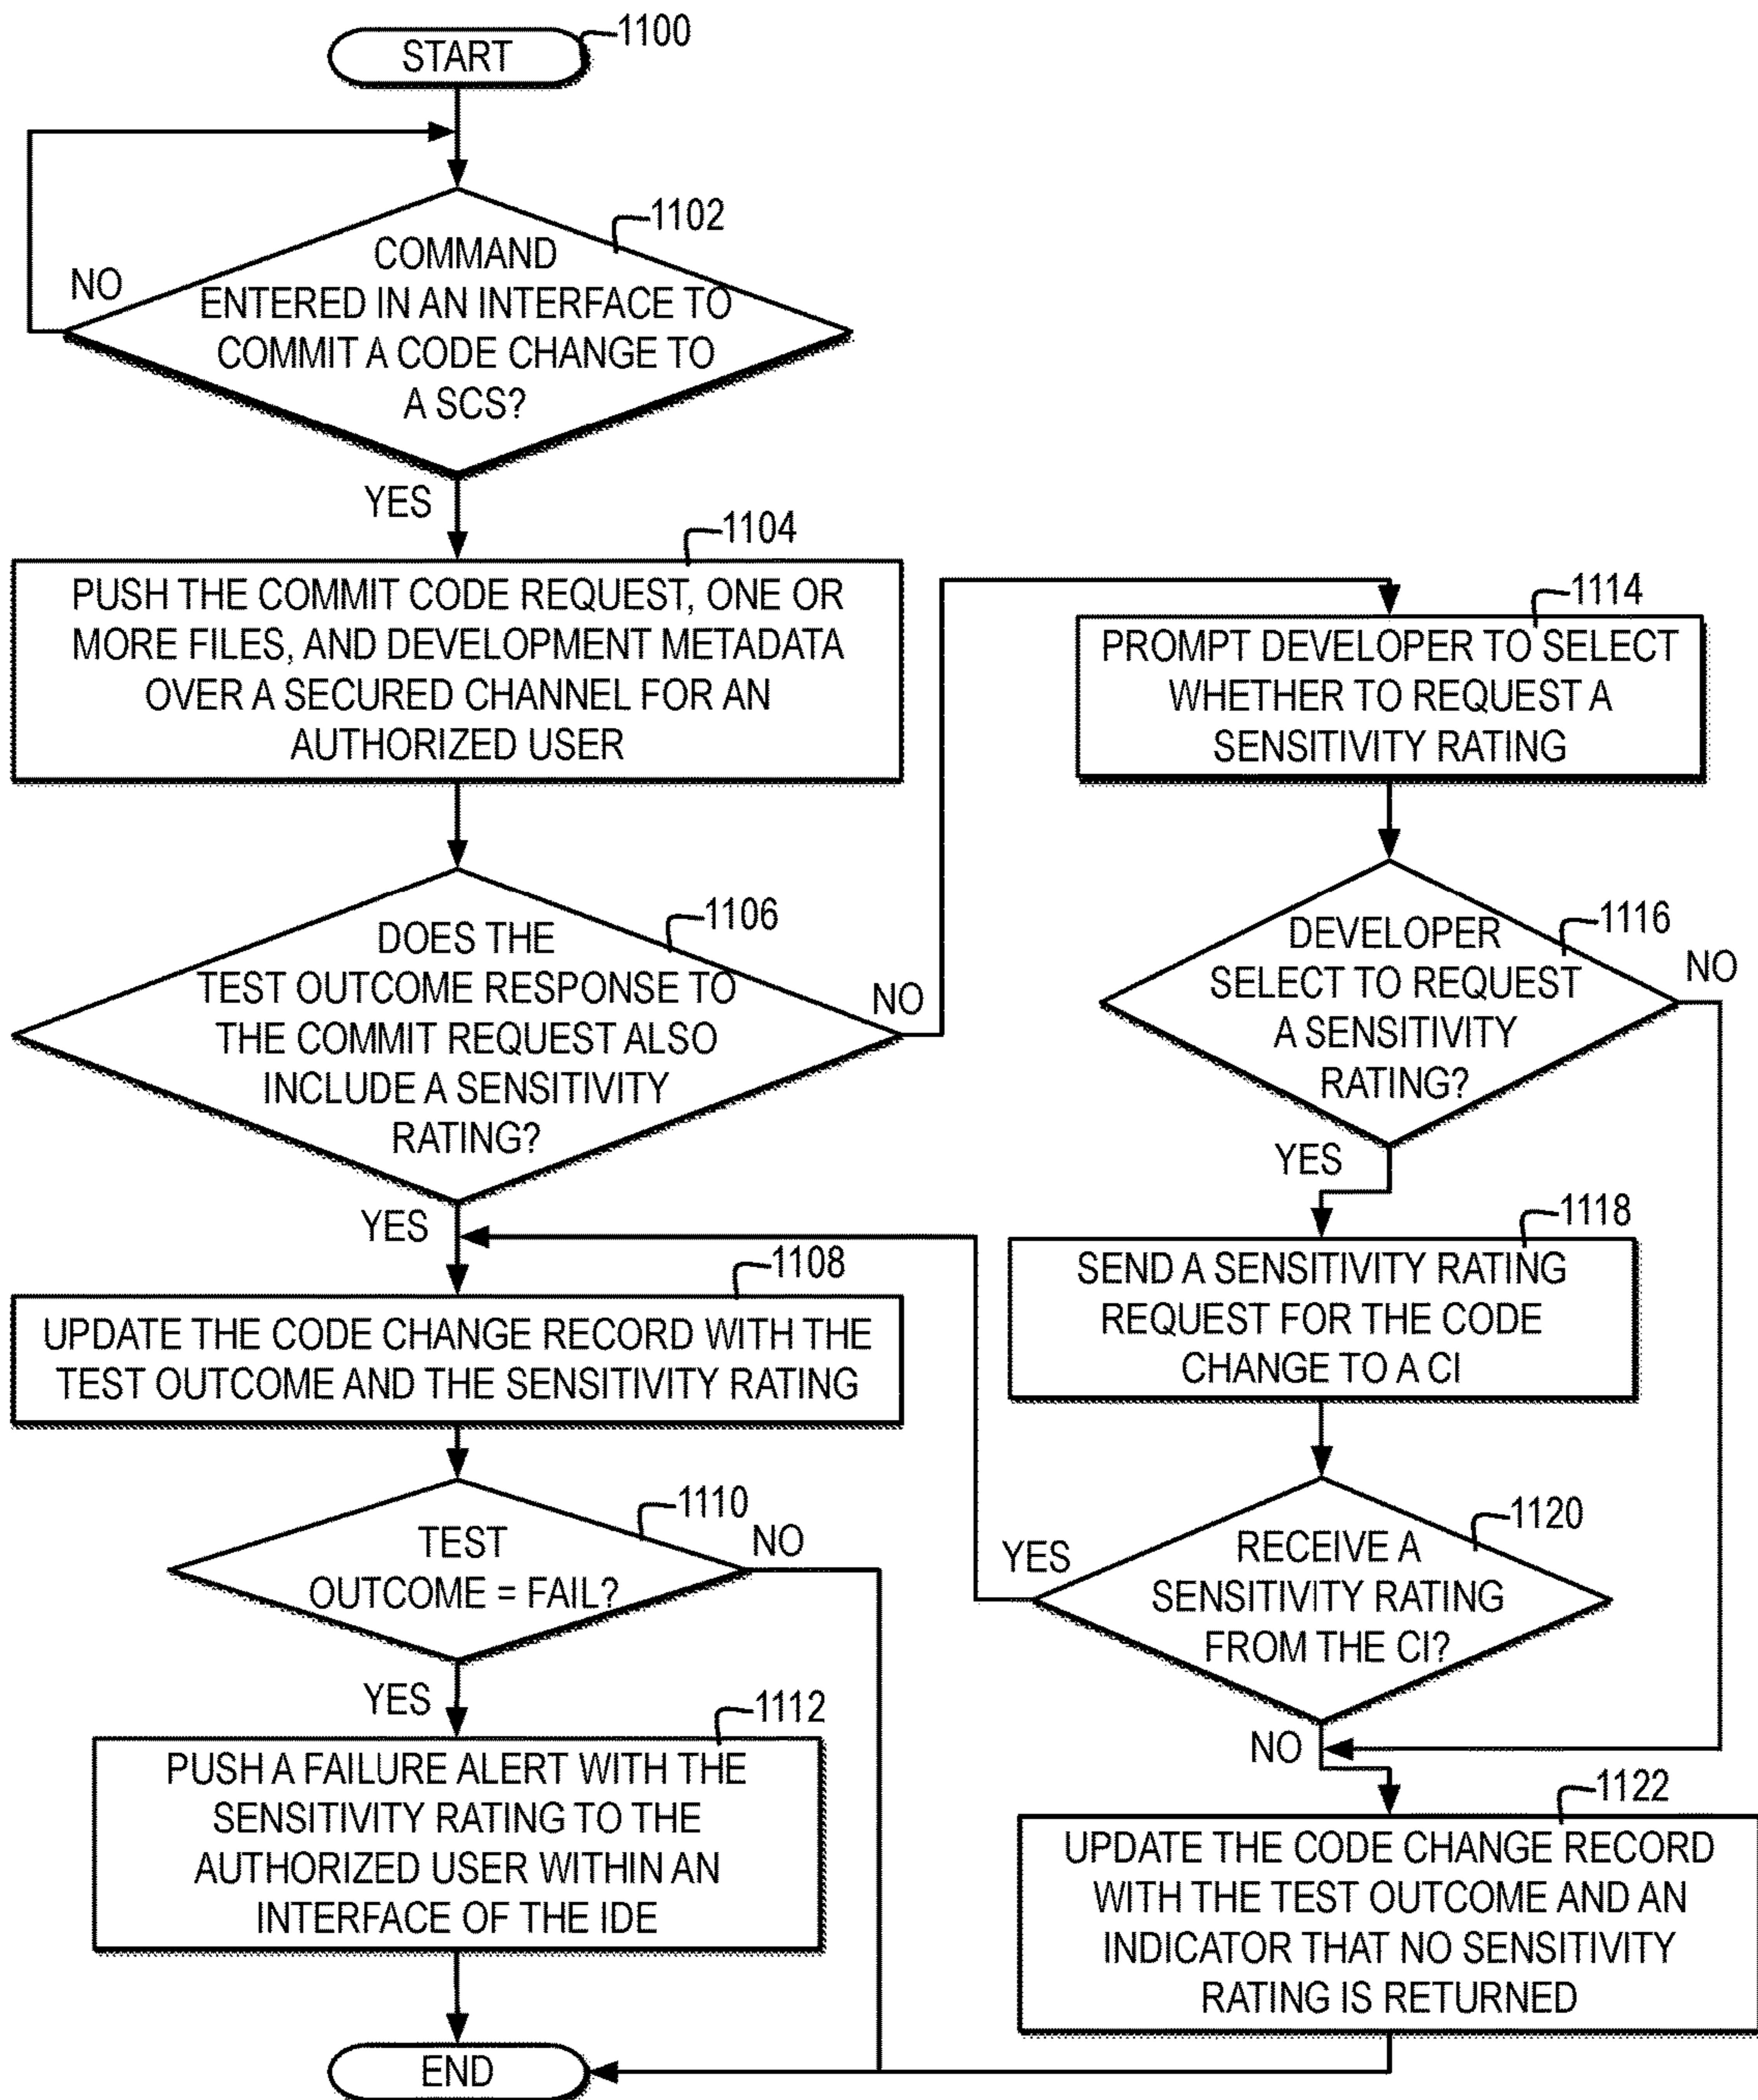 1100
START
1102
COMMAND
ENTERED IN AN INTERFACE TO
COMMIT A CODE CHANGE TO
A SCS?
NO
YES
1104
PUSH THE COMMIT CODE REQUEST, ONE OR
MORE FILES, AND DEVELOPMENT METADATA
OVER A SECURED CHANNEL FOR AN
AUTHORIZED USER
1106
DOES THE
TEST OUTCOME RESPONSE TO
THE COMMIT REQUEST ALSO
INCLUDE A SENSITIVITY
RATING?
NO
YES
1108
UPDATE THE CODE CHANGE RECORD WITH THE
TEST OUTCOME AND THE SENSITIVITY RATING
1110
TEST
OUTCOME = FAIL?
NO
YES
1112
PUSH A FAILURE ALERT WITH THE
SENSITIVITY RATING TO THE
AUTHORIZED USER WITHIN AN
INTERFACE OF THE IDE
END
1114
PROMPT DEVELOPER TO SELECT
WHETHER TO REQUEST A
SENSITIVITY RATING
1116
DEVELOPER
SELECT TO REQUEST
A SENSITIVITY
RATING?
NO
YES
1118
SEND A SENSITIVITY RATING
REQUEST FOR THE CODE
CHANGE TO A CI
1120
RECEIVE A
SENSITIVITY RATING
FROM THE CI?
YES
NO
1122
UPDATE THE CODE CHANGE RECORD
WITH THE TEST OUTCOME AND AN
INDICATOR THAT NO SENSITIVITY
RATING IS RETURNED